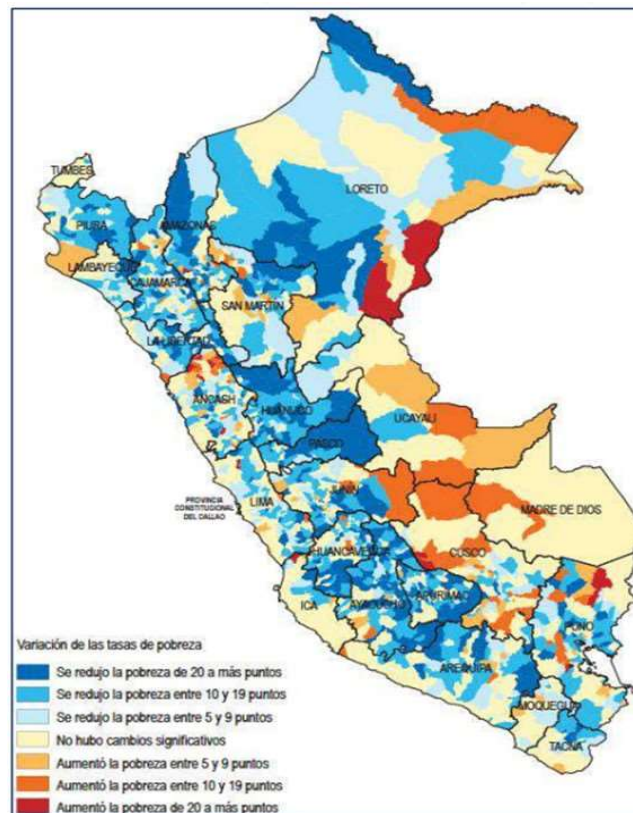 TUMBES
LORETO
PIURA
AMAZONAS
LAMBAYEQUE
CAJAMARCA
SAN MARTIN
LA LIBERTAD
ANCASH
HUÁNUCO
UCAYALI
PASCO
JUNIN
LIMA
PROVINCIA
CONSTITUCIONAL
DEL CALLAO
MADRE DE DIOS
HUANCAVELICA
CUSCO
ICA
AYACUCHO
APURIMAC
PUNO
AREQUIPA
MOQUEGUA
TACNA
Variación de las tasas de pobreza
Se redujo la pobreza de 20 a más puntos
Se redujo la pobreza entre 10 y 19 puntos
Se redujo la pobreza entre 5 y 9 puntos
No hubo cambios significativos
Aumentó la pobreza entre 5 y 9 puntos
Aumentó la pobreza entre 10 y 19 puntos
Aumentó la pobreza de 20 a más puntos